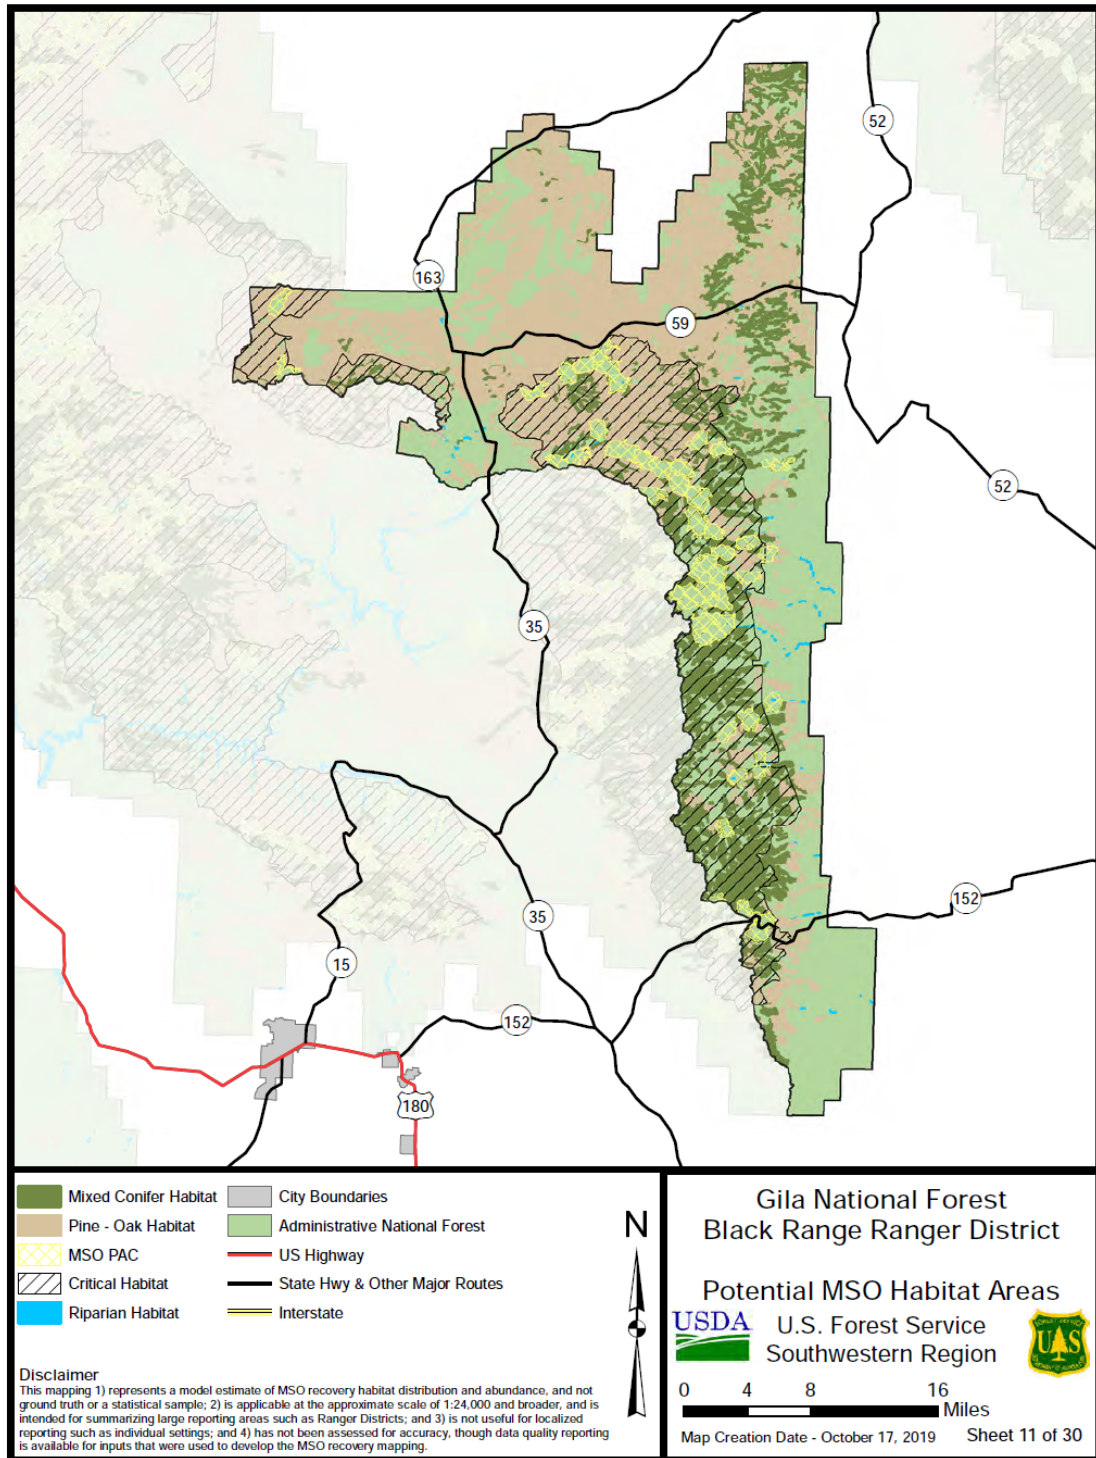 52
163
59
52
35
152
35
15
152
180
Mixed Conifer Habitat
Pine - Oak Habitat
MSO PAC
Critical Habitat
Riparian Habitat
City Boundaries
Administrative National Forest
US Highway
State Hwy & Other Major Routes
Interstate
N
Disclaimer
This mapping 1) represents a model estimate of MSO recovery habitat distribution and abundance, and not
ground truth or a statistical sample; 2) is applicable at the approximate scale of 1:24,000 and broader, and is
intended for summarizing large reporting areas such as Ranger Districts; and 3) is not useful for localized
reporting such as individual settings; and 4) has not been assessed for accuracy, though data quality reporting
is available for inputs that were used to develop the MSO recovery mapping.
Gila National Forest
Black Range Ranger District
Potential MSO Habitat Areas
USDA
U.S. Forest Service
Southwestern Region
FOREST SERVICE
UAS
DEPARTMENT OF AGRICULTURE
0 4 8 16
Miles
Map Creation Date - October 17, 2019
Sheet 11 of 30